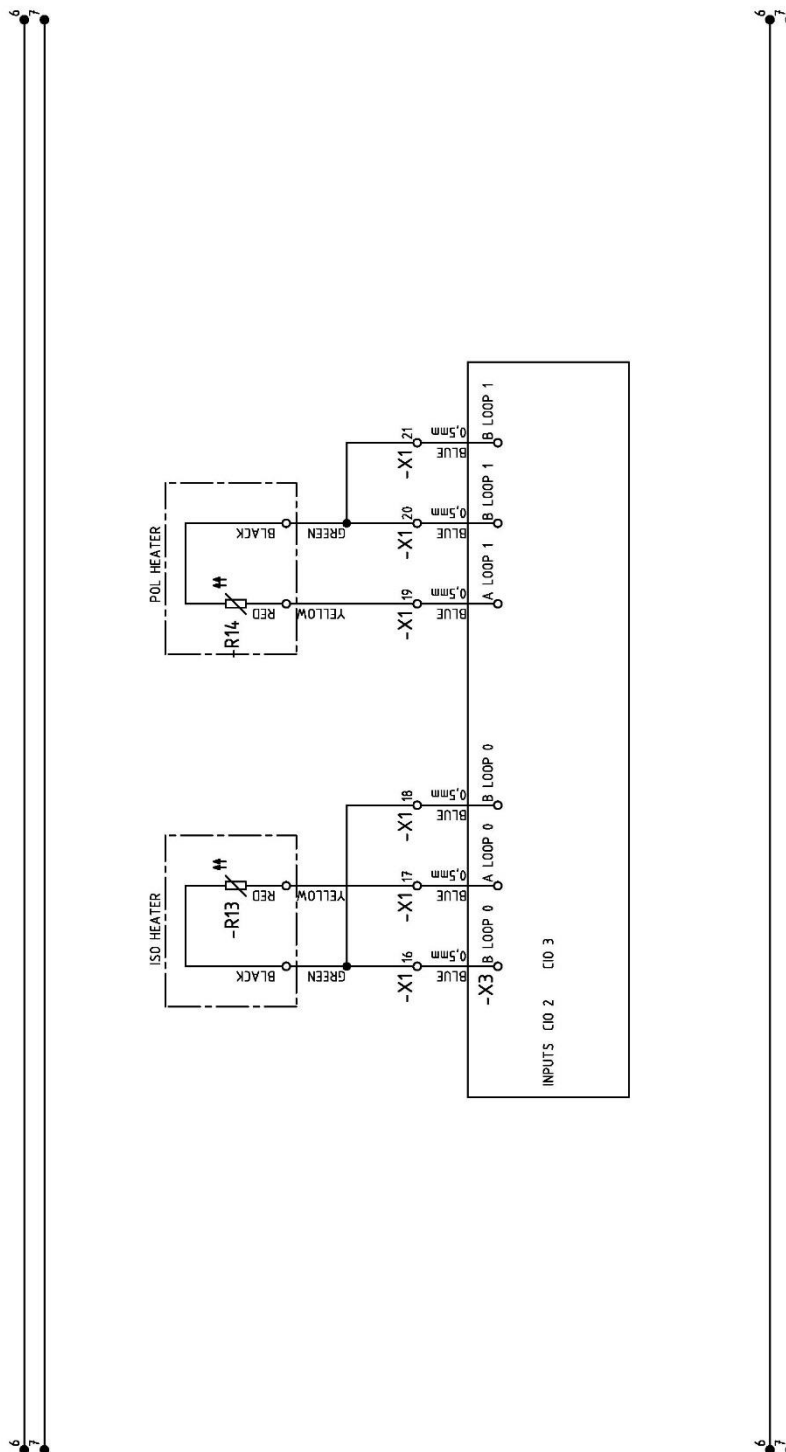 6
7
6
7
ISO HEATER
-R13
BLACK
RED
GREEN
YELLOW
-X1 16
-X1 17
-X1 18
BLUE
0,5mm
BLUE
0,5mm
BLUE
0,5mm
-X3
B LOOP 0
A LOOP 0
B LOOP 0
POL HEATER
-R14
RED
BLACK
YELLOW
GREEN
-X1 19
-X1 20
-X1 21
BLUE
0,5mm
BLUE
0,5mm
BLUE
0,5mm
A LOOP 1
B LOOP 1
B LOOP 1
INPUTS CIO 2 CIO 3
6
7
6
7